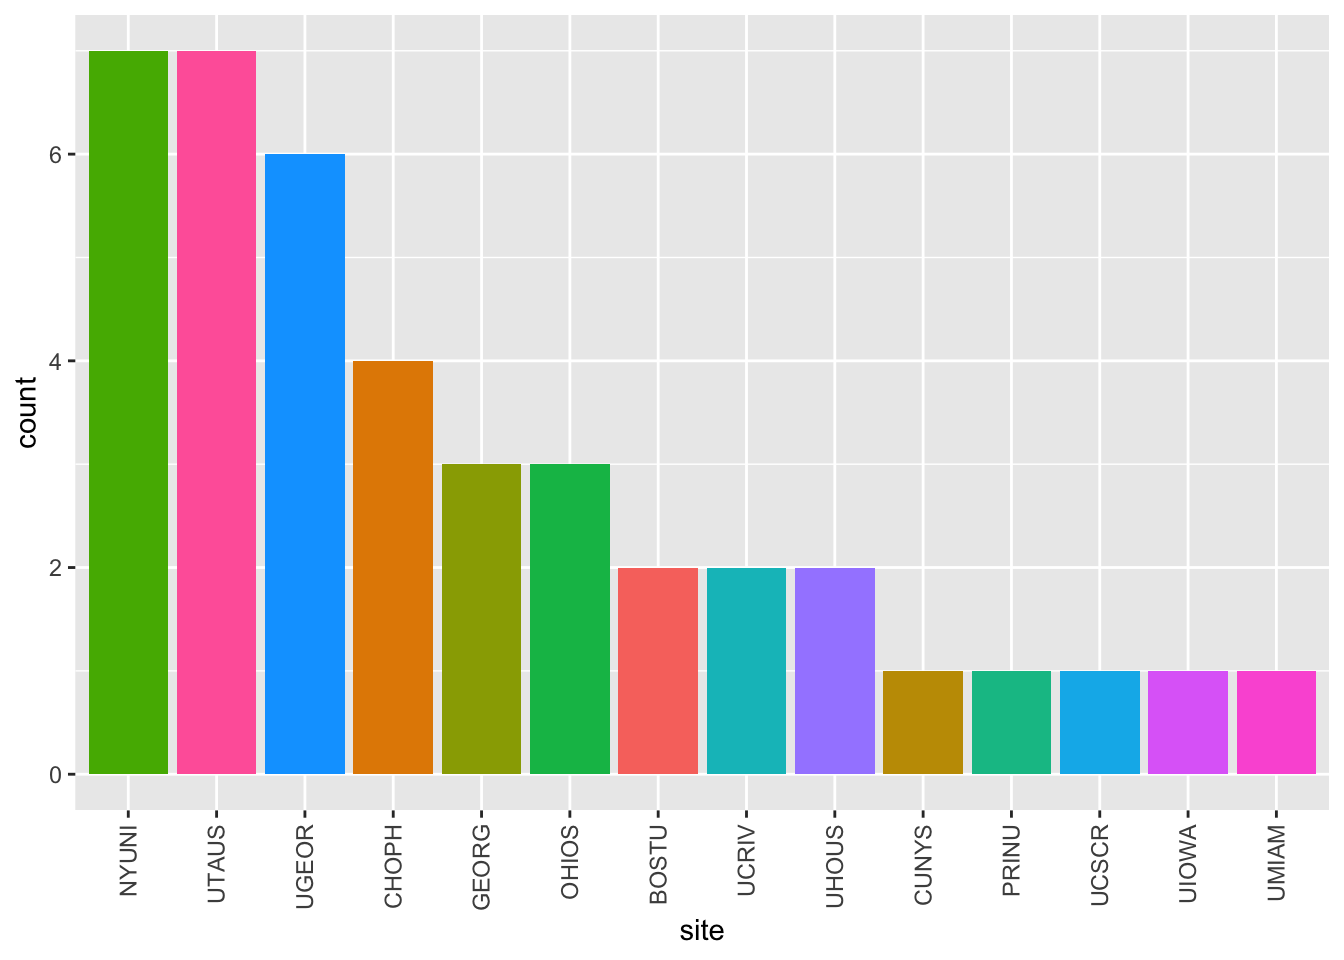 count
6
4
2
0
NYUNI
UTAUS
UGEOR
CHOPH
GEORG
OHIOS
BOSTU
UCRIV
UHOUS
CUNYS
PRINU
UCSCR
UIOWA
UMIAM
site